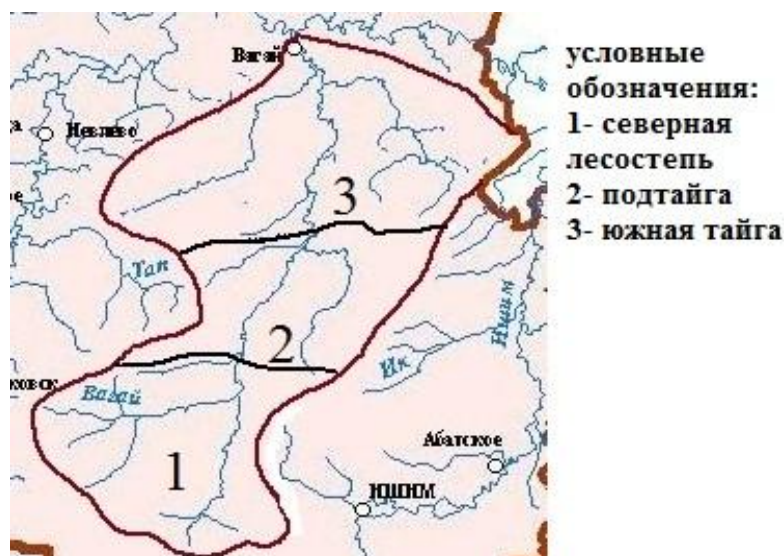 Вагай
Иевлево
3
Тап
2
Вагай
Ик
Ишим
Абатское
1
ИШИМ
условные
обозначения:
1- северная
лесостепь
2- подтайга
3- южная тайга